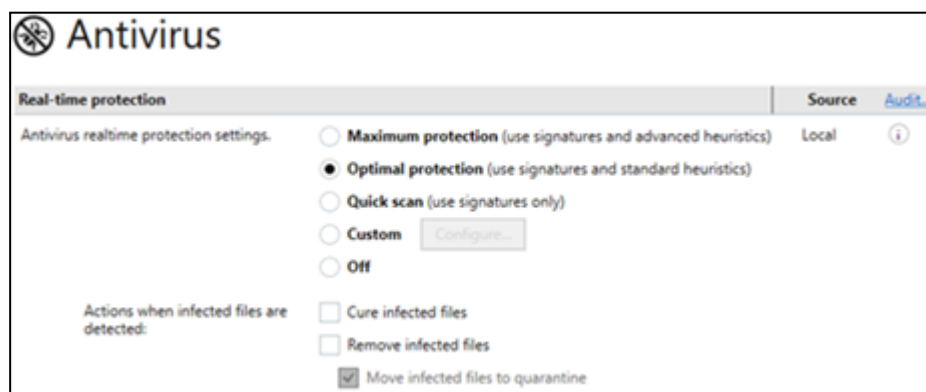 Antivirus
Real-time protection Source Audit...
Antivirus realtime protection settings. Maximum protection (use signatures and advanced heuristics) Local
Optimal protection (use signatures and standard heuristics)
Quick scan (use signatures only)
Custom Configure...
Off
Actions when infected files are detected: Cure infected files
Remove infected files
Move infected files to quarantine